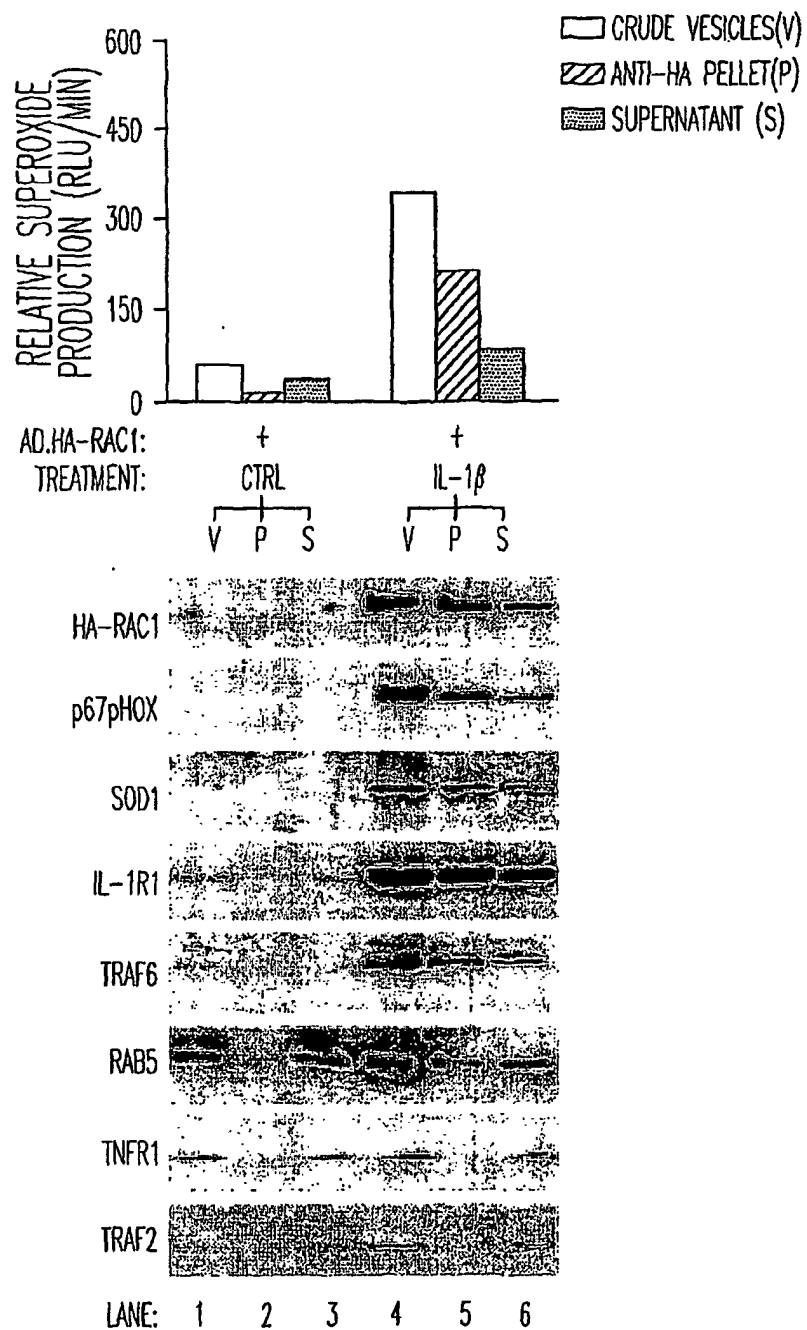 CRUDE VESICLES(V)
ANTI-HA PELLET(P)
SUPERNATANT (S)
RELATIVE SUPEROXIDE
PRODUCTION (RLU/MIN)
600
450
300
150
0
AD.HA-RAC1: + +
TREATMENT: CTRL IL-1β
V P S V P S
HA-RAC1
p67pHOX
SOD1
IL-1R1
TRAF6
RAB5
TNFR1
TRAF2
LANE: 1 2 3 4 5 6